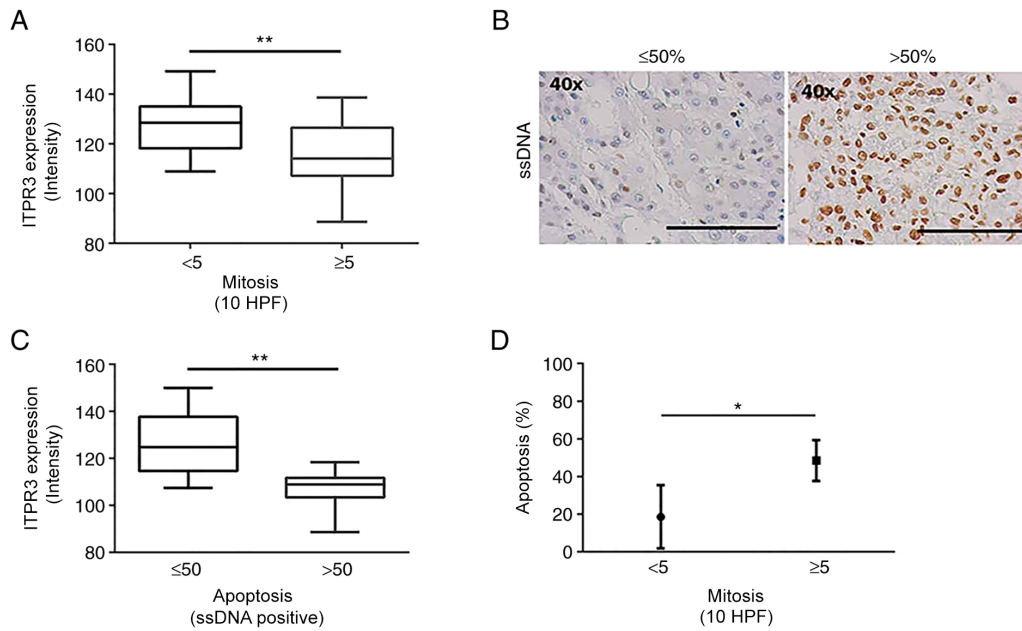 A
ITPR3 expression
(Intensity)
160
140
120
100
80
**
<5
≥5
Mitosis
(10 HPF)
B
≤50%
>50%
ssDNA
40x
40x
C
ITPR3 expression
(Intensity)
160
140
120
100
80
**
≤50
>50
Apoptosis
(ssDNA positive)
D
Apoptosis (%)
100
80
60
40
20
0
*
<5
≥5
Mitosis
(10 HPF)